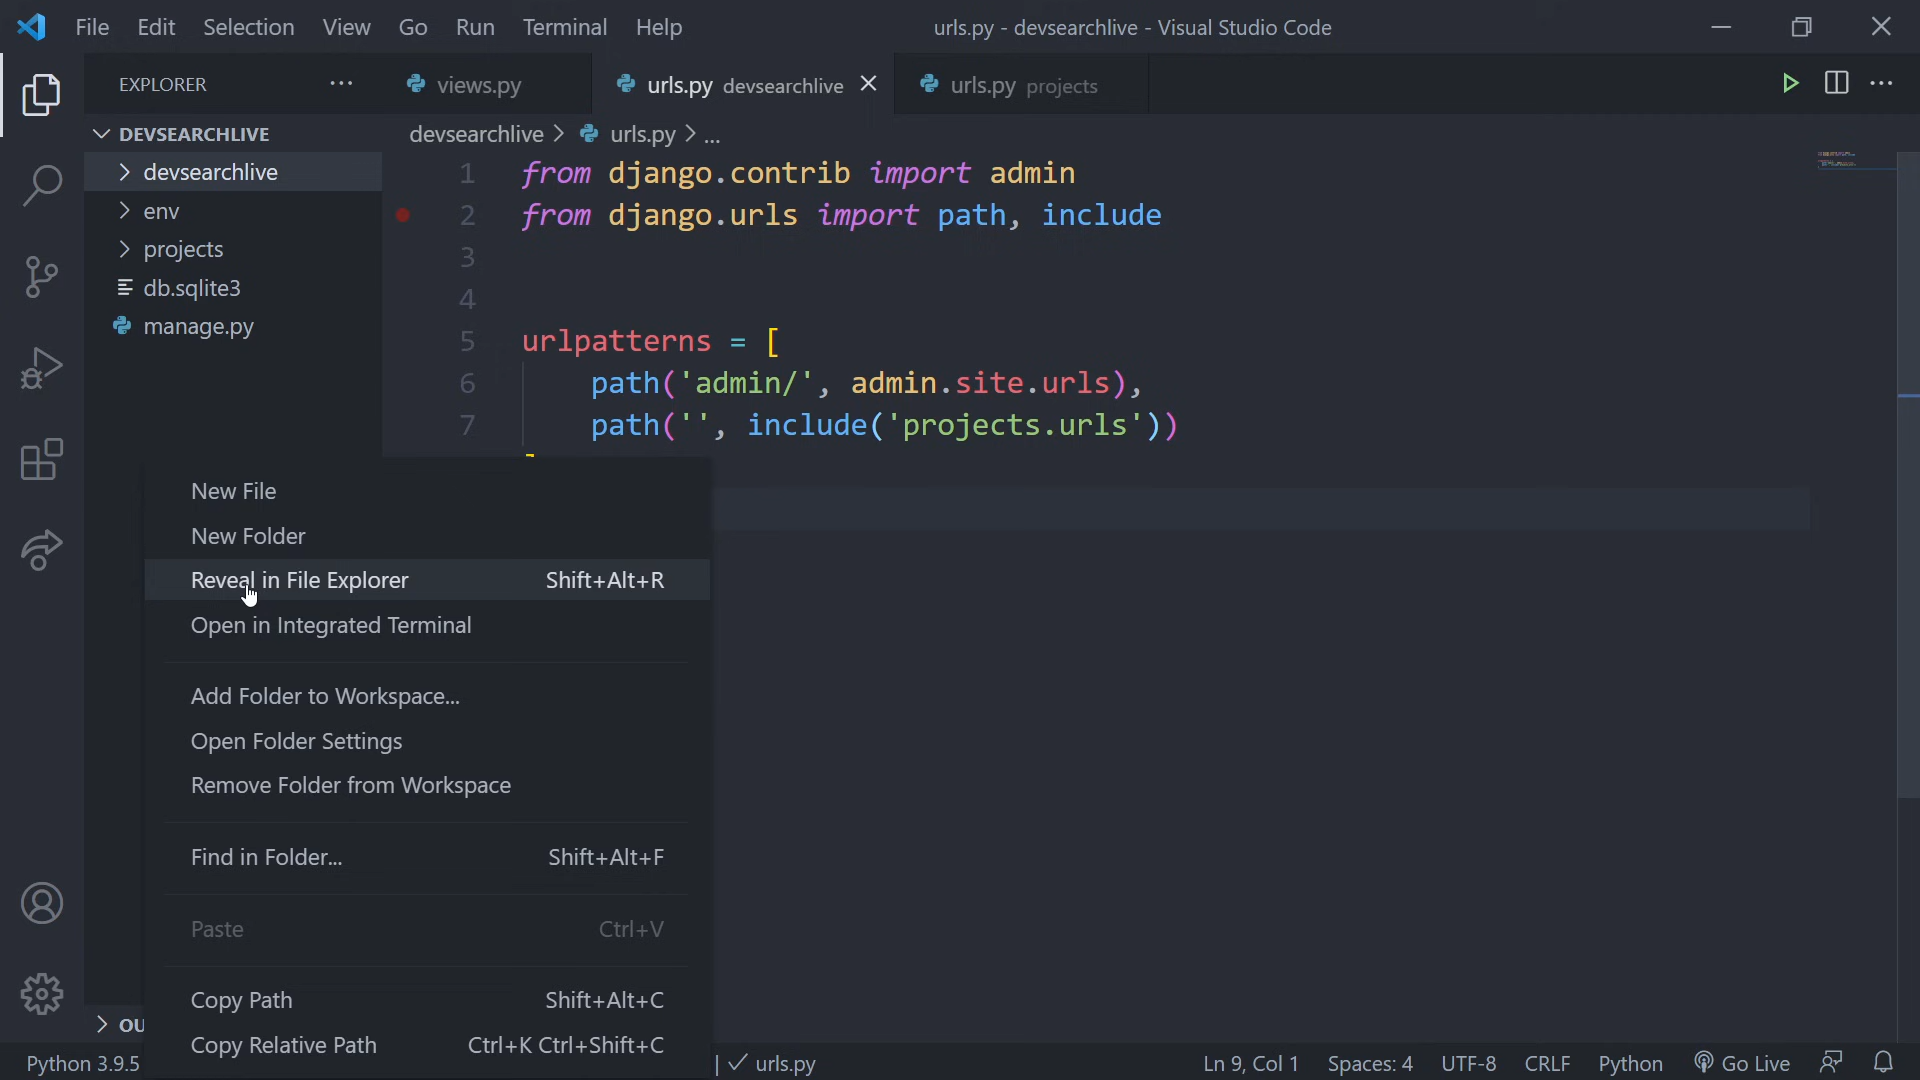 File Edit Selection View Go Run Terminal Help
urls.py - devsearchlive - Visual Studio Code
EXPLORER ...
views.py
urls.py devsearchlive
urls.py projects
DEVSEARCHLIVE
devsearchlive
env
projects
db.sqlite3
manage.py
devsearchlive > urls.py > ...
1 from django.contrib import admin
2 from django.urls import path, include
3
4
5 urlpatterns = [
6 path('admin/', admin.site.urls),
7 path('', include('projects.urls'))
New File
New Folder
Reveal in File Explorer Shift+Alt+R
Open in Integrated Terminal
Add Folder to Workspace...
Open Folder Settings
Remove Folder from Workspace
Find in Folder... Shift+Alt+F
Paste Ctrl+V
Copy Path Shift+Alt+C
Copy Relative Path Ctrl+K Ctrl+Shift+C
OU
Python 3.9.5
| ✓ urls.py
Ln 9, Col 1 Spaces: 4 UTF-8 CRLF Python Go Live